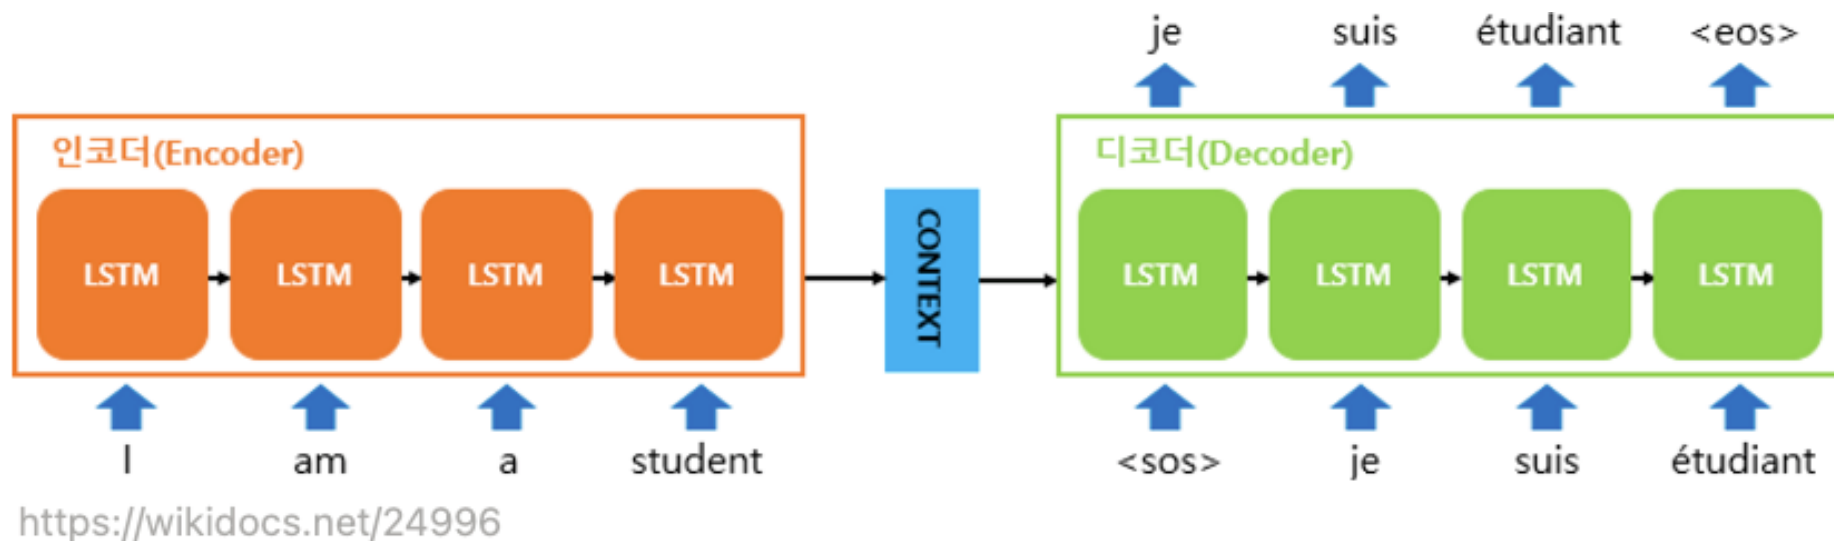 je suis étudiant <eos>
인코더(Encoder)
LSTM LSTM LSTM LSTM
I am a student
CONTEXT
디코더(Decoder)
LSTM LSTM LSTM LSTM
<sos> je suis étudiant
https://wikidocs.net/24996